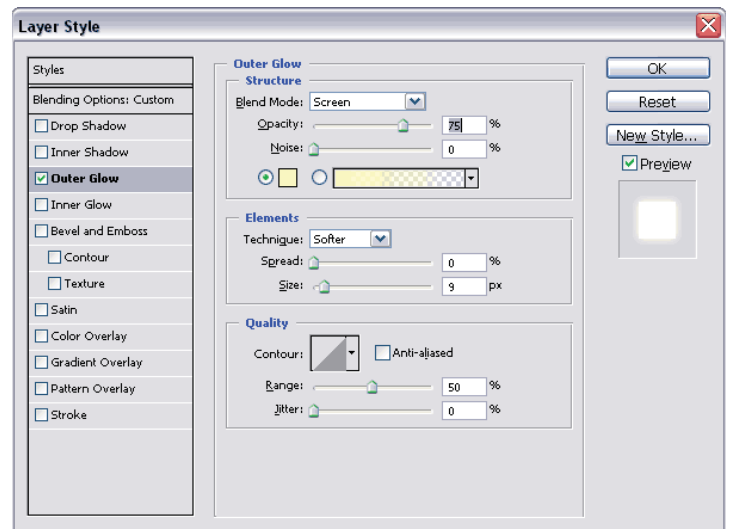 Layer Style
Styles
Blending Options: Custom
Drop Shadow
Inner Shadow
Outer Glow
Inner Glow
Bevel and Emboss
Contour
Texture
Satin
Color Overlay
Gradient Overlay
Pattern Overlay
Stroke
Outer Glow
Structure
Blend Mode: Screen
Opacity: 75 %
Noise: 0 %
Elements
Technique: Softer
Spread: 0 %
Size: 9 px
Quality
Contour: Anti-aliased
Range: 50 %
Jitter: 0 %
OK
Reset
New Style...
Preview